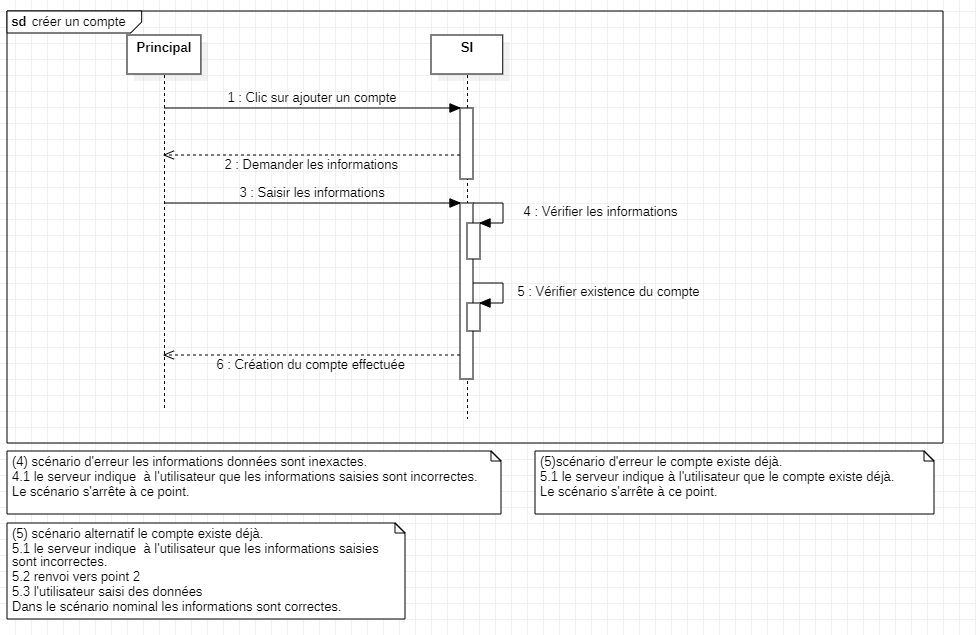 sd créer un compte
Principal
SI
1 : Clic sur ajouter un compte
2 : Demander les informations
3 : Saisir les informations
4 : Vérifier les informations
5 : Vérifier existence du compte
6 : Création du compte effectuée
(4) scénario d'erreur les informations données sont inexactes.
4.1 le serveur indique  à l'utilisateur que les informations saisies sont incorrectes.
Le scénario s'arrête à ce point.
(5)scénario d'erreur le compte existe déjà.
5.1 le serveur indique à l'utilisateur que le compte existe déjà.
Le scénario s'arrête à ce point.
(5) scénario alternatif le compte existe déjà.
5.1 le serveur indique  à l'utilisateur que les informations saisies
sont incorrectes.
5.2 renvoi vers point 2
5.3 l'utilisateur saisi des données
Dans le scénario nominal les informations sont correctes.